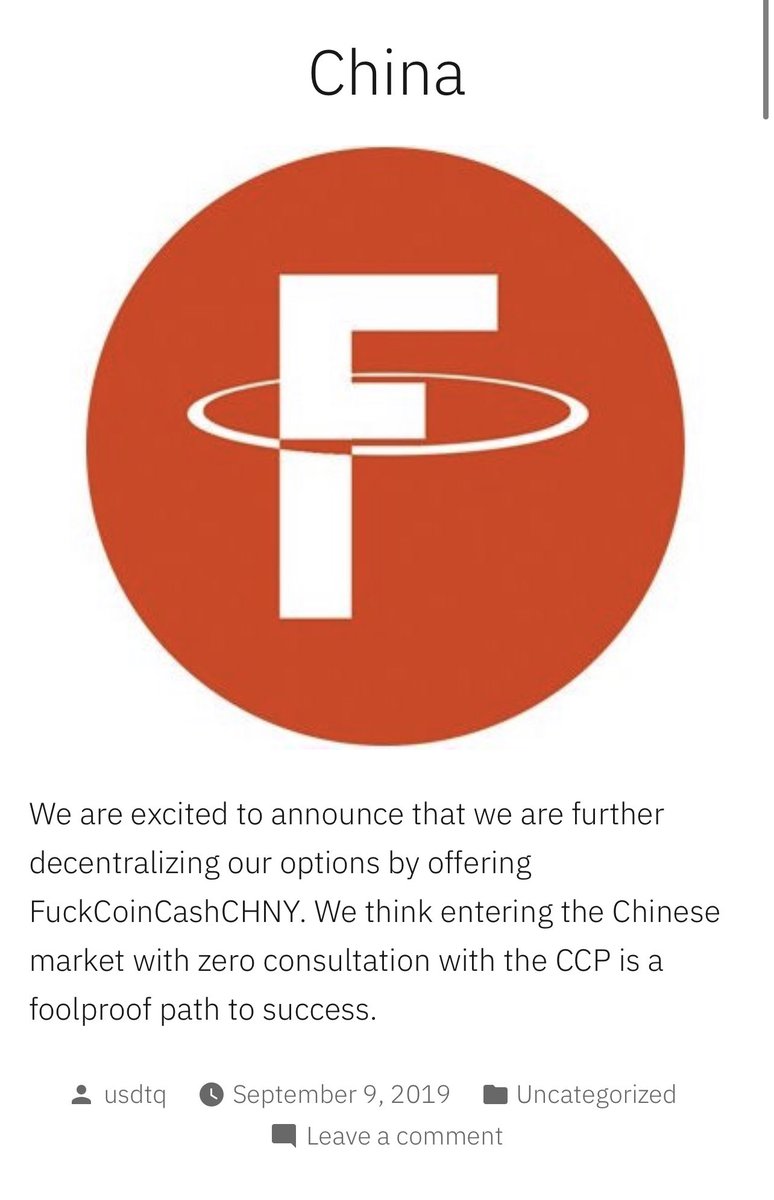 China
F
We are excited to announce that we are further
decentralizing our options by offering
FuckCoinCashCHNY. We think entering the Chinese
market with zero consultation with the CCP is a
foolproof path to success.
usdtq September 9, 2019 Uncategorized
Leave a comment